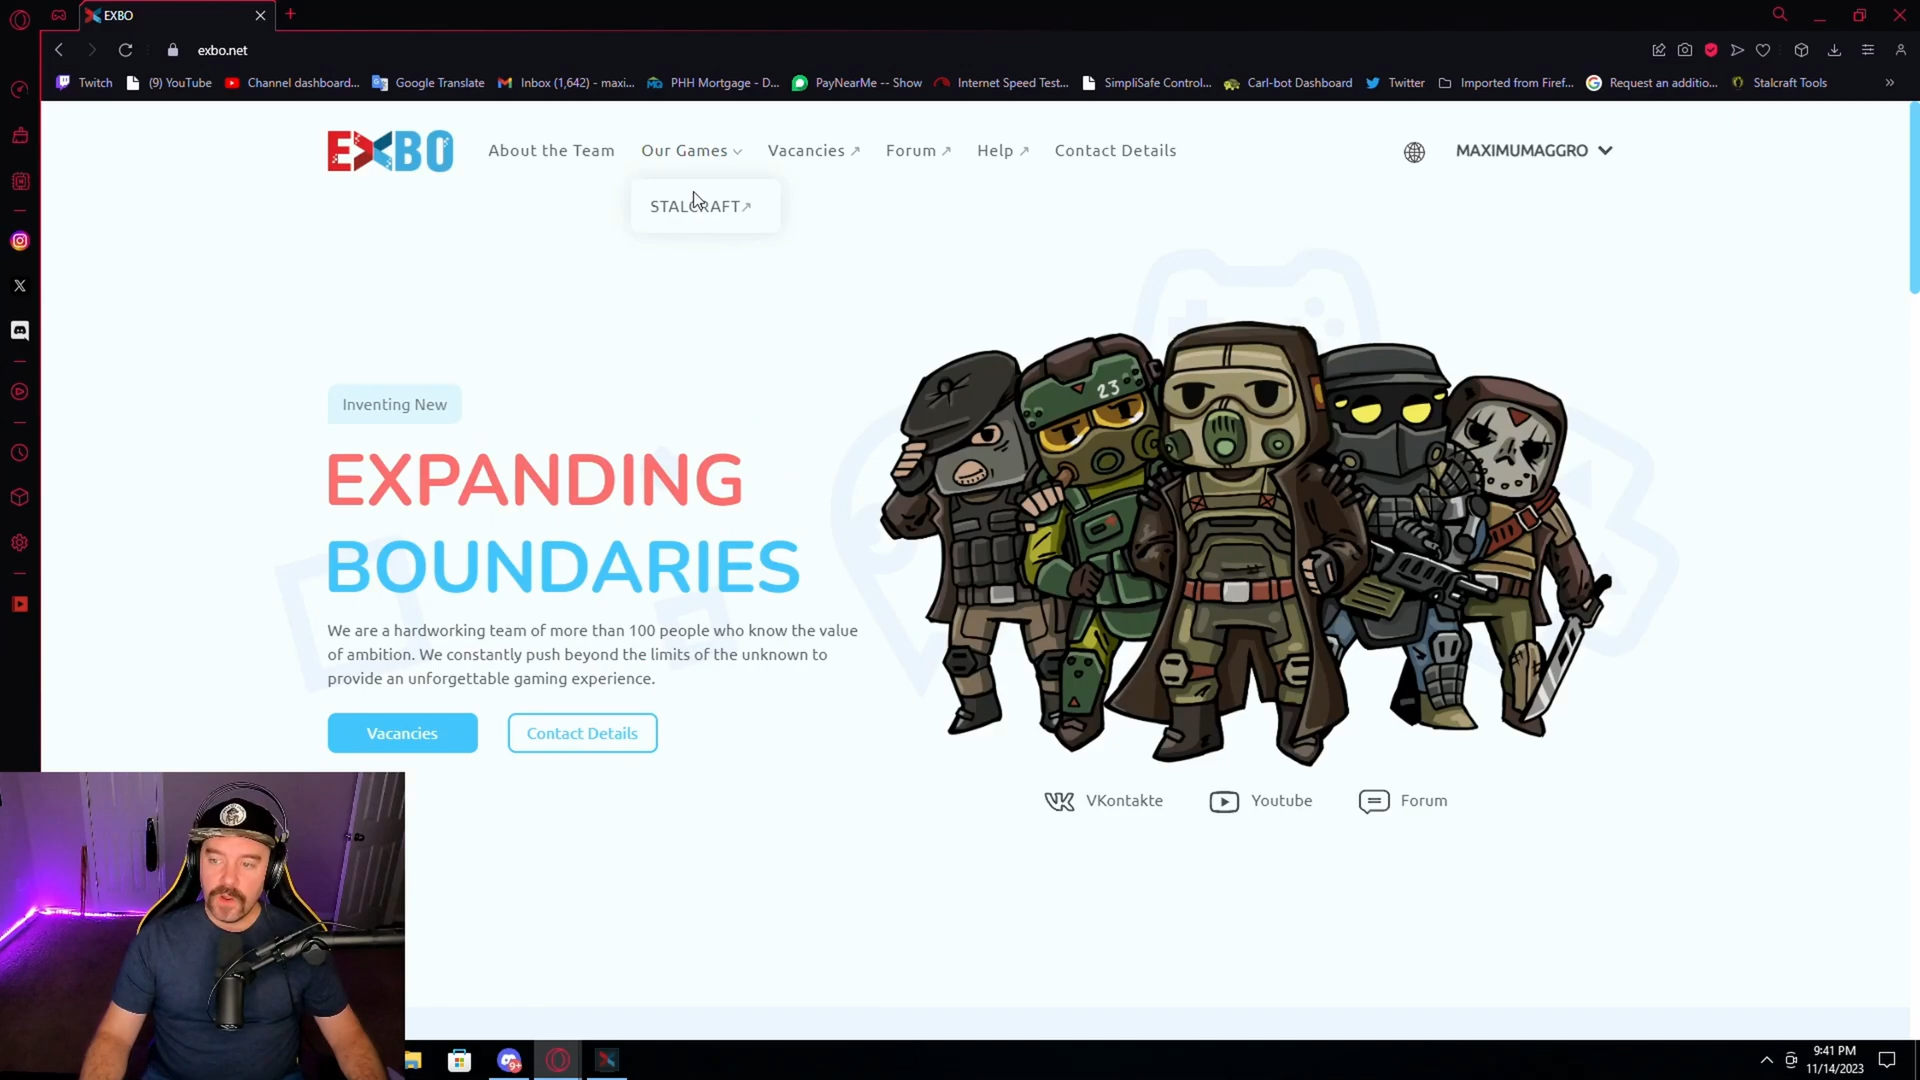 EXBO
exbo.net
Twitch
(9) YouTube
Channel dashboard...
Google Translate
Inbox (1,642) - maxi...
PHH Mortgage - D...
PayNearMe -- Show
Internet Speed Test...
SimpliSafe Control...
Carl-bot Dashboard
Twitter
Imported from Firef...
Request an additio...
Stalcraft Tools
EXBO
About the Team
Our Games
Vacancies
Forum
Help
Contact Details
MAXIMUMAGGRO
STALCRAFT
Inventing New
EXPANDING
BOUNDARIES
We are a hardworking team of more than 100 people who know the value
of ambition. We constantly push beyond the limits of the unknown to
provide an unforgettable gaming experience.
Vacancies
Contact Details
23
VKontakte
Youtube
Forum
9+
9:41 PM
11/14/2023